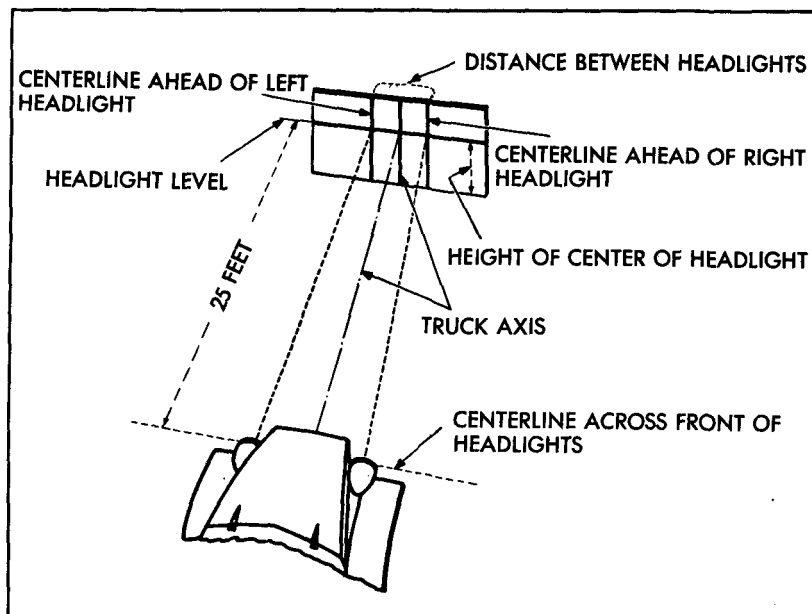 DISTANCE BETWEEN HEADLIGHTS
CENTERLINE AHEAD OF LEFT
HEADLIGHT
CENTERLINE AHEAD OF RIGHT
HEADLIGHT
HEADLIGHT LEVEL
HEIGHT OF CENTER OF HEADLIGHT
25 FEET
TRUCK AXIS
CENTERLINE ACROSS FRONT OF
HEADLIGHTS